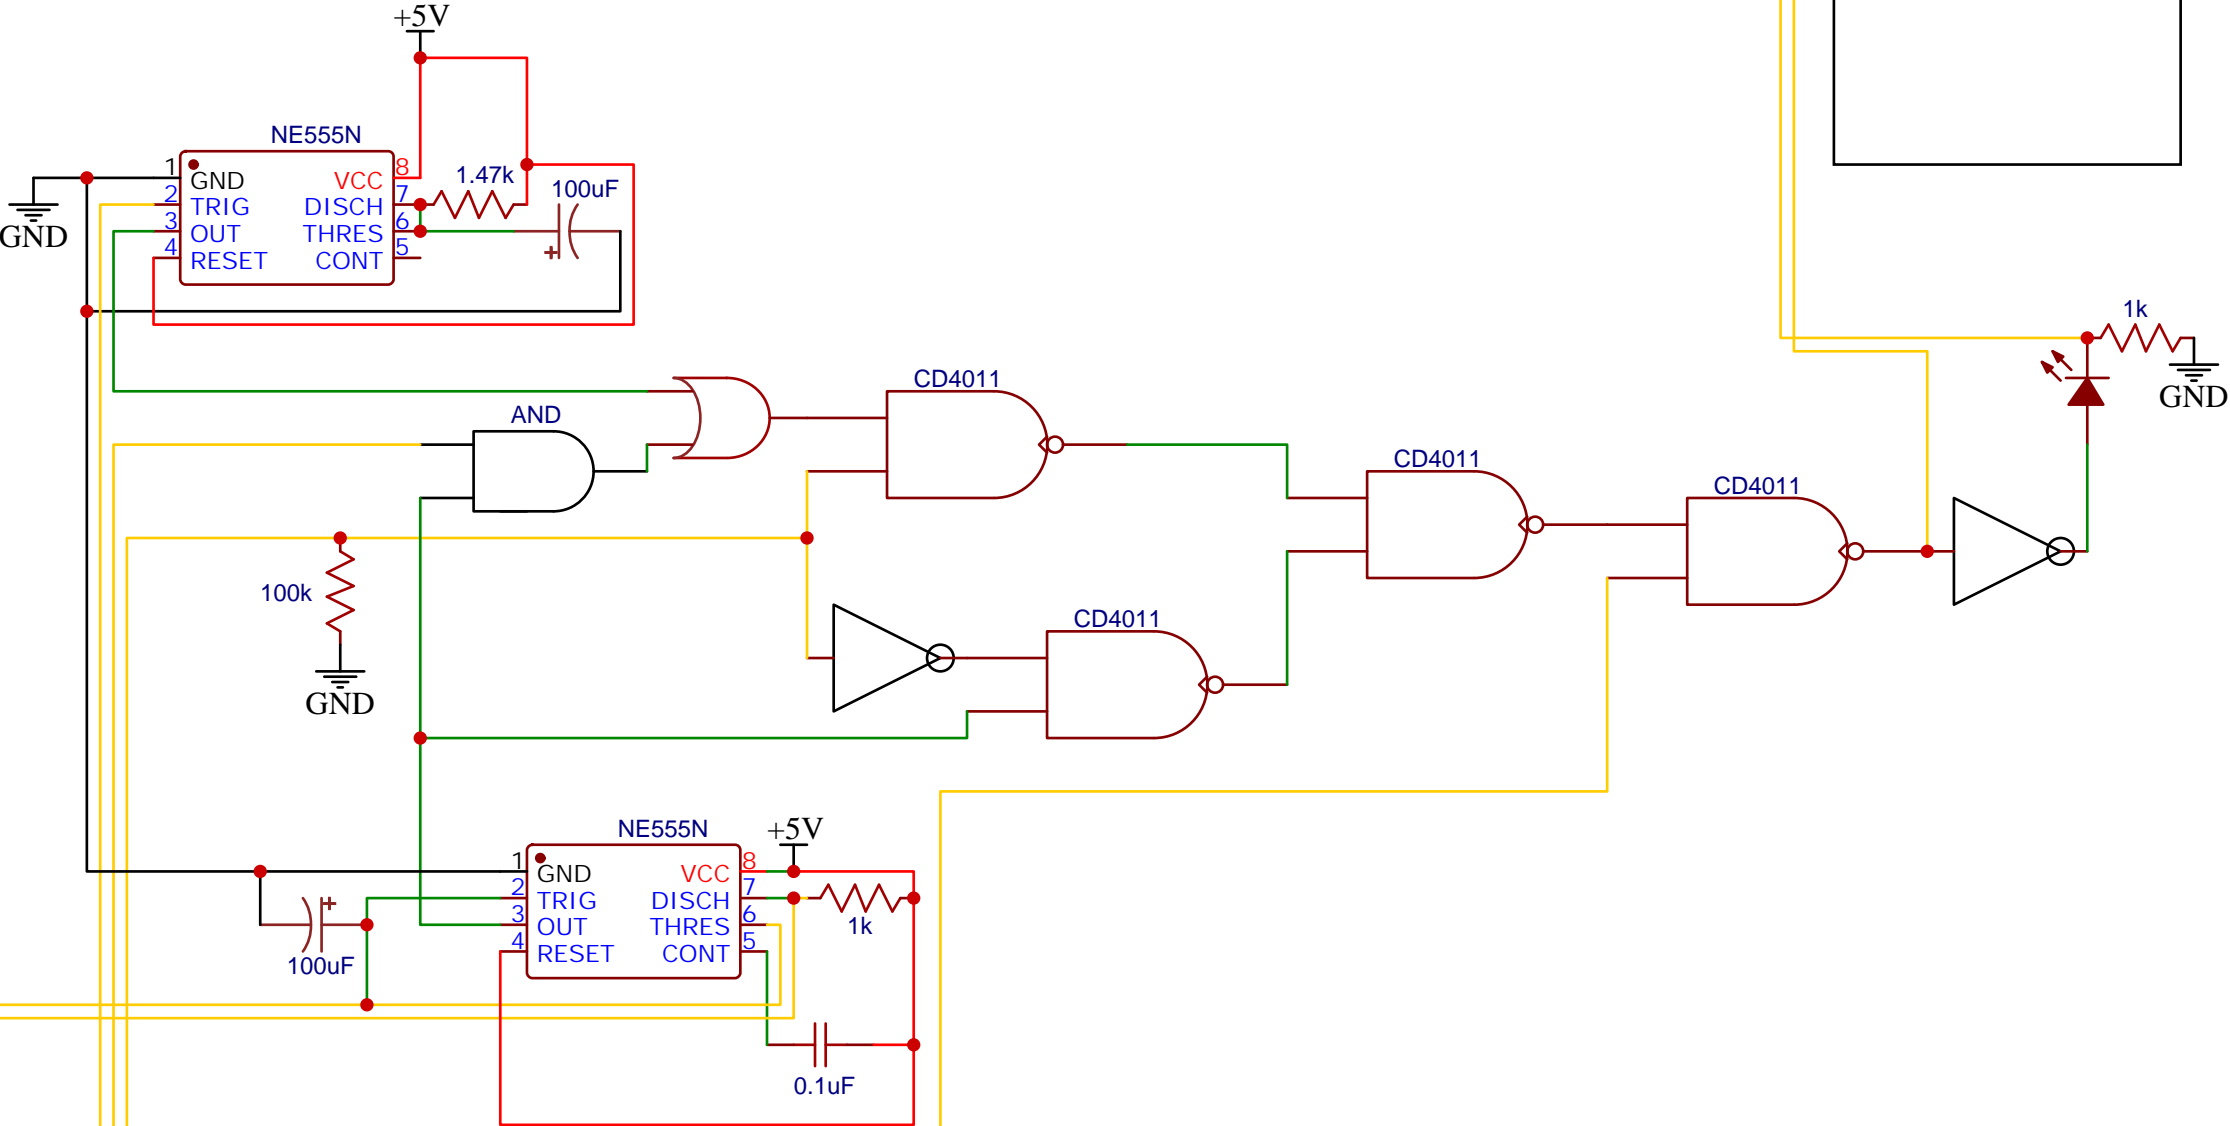 +5V
NE555N
1
GND
2
TRIG
3
OUT
4
RESET
VCC
8
DISCH
7
THRES
6
CONT
5
1.47k
100uF
+
GND
1k
GND
CD4011
AND
CD4011
CD4011
100k
GND
CD4011
NE555N
+5V
1
GND
2
TRIG
3
OUT
4
RESET
VCC
8
DISCH
7
THRES
6
CONT
5
1k
+
100uF
0.1uF